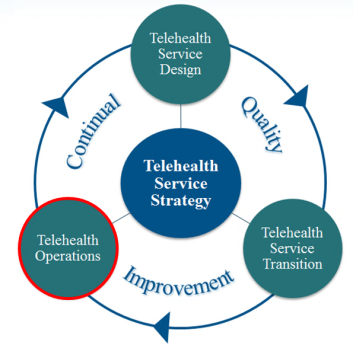 Telehealth
Service
Design
Continual
Quality
Telehealth
Service
Strategy
Telehealth
Operations
Telehealth
Service
Transition
Improvement